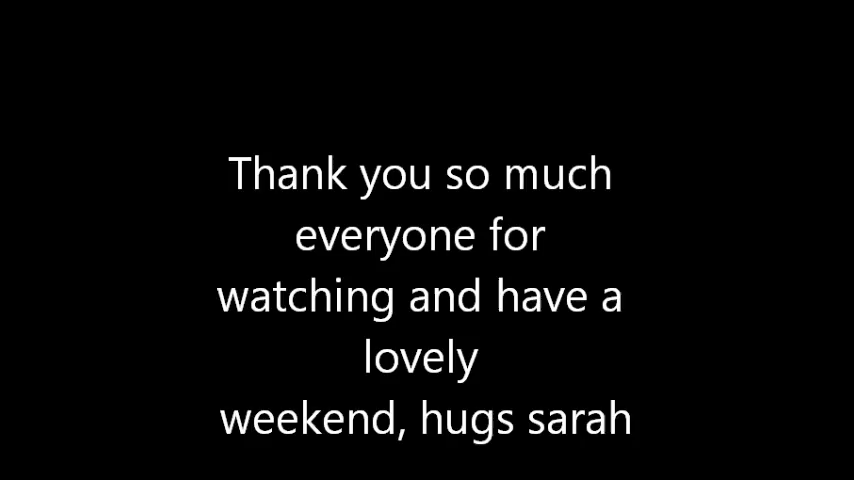 Thank you so much
everyone for
watching and have a
lovely
weekend, hugs sarah